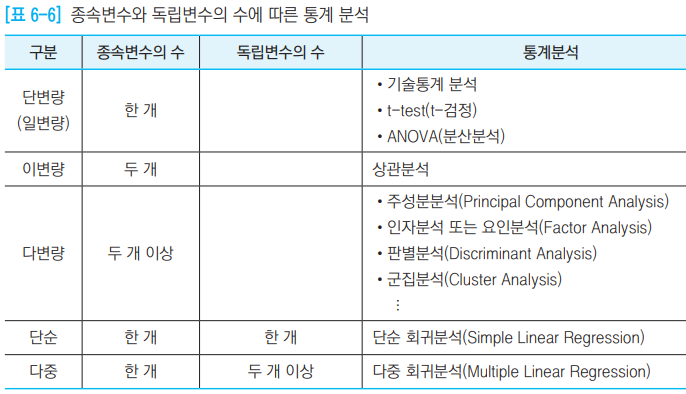 [표 6-6] 종속변수와 독립변수의 수에 따른 통계 분석
구분 종속변수의 수 독립변수의 수 통계분석
단변량
(일변량)
한 개
• 기술통계 분석
• t-test(t-검정)
• ANOVA(분산분석)
이변량 두 개 상관분석
다변량 두 개 이상
• 주성분분석(Principal Component Analysis)
• 인자분석 또는 요인분석(Factor Analysis)
• 판별분석(Discriminant Analysis)
• 군집분석(Cluster Analysis)
⋮
단순 한 개 한 개 단순 회귀분석(Simple Linear Regression)
다중 한 개 두 개 이상 다중 회귀분석(Multiple Linear Regression)